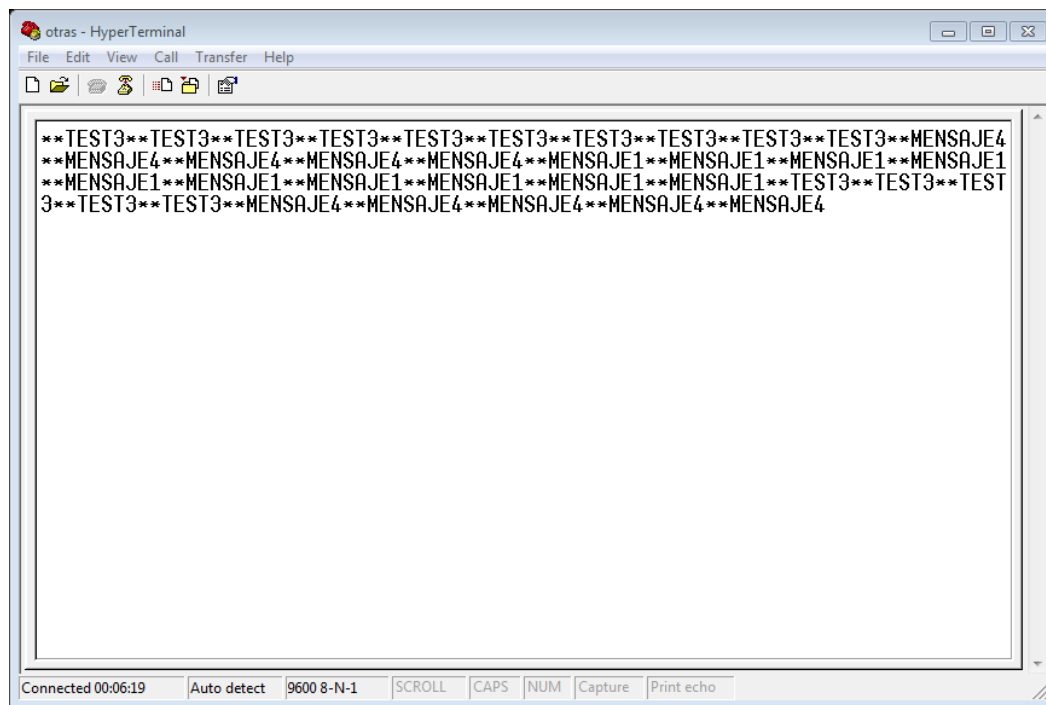 otras - HyperTerminal
File Edit View Call Transfer Help
**TEST3**TEST3**TEST3**TEST3**TEST3**TEST3**TEST3**TEST3**TEST3**TEST3**MENSAJE4
**MENSAJE4**MENSAJE4**MENSAJE4**MENSAJE4**MENSAJE1**MENSAJE1**MENSAJE1**MENSAJE1
**MENSAJE1**MENSAJE1**MENSAJE1**MENSAJE1**MENSAJE1**MENSAJE1**TEST3**TEST3**TEST
3**TEST3**TEST3**MENSAJE4**MENSAJE4**MENSAJE4**MENSAJE4**MENSAJE4
Connected 00:06:19 Auto detect 9600 8-N-1 SCROLL CAPS NUM Capture Print echo